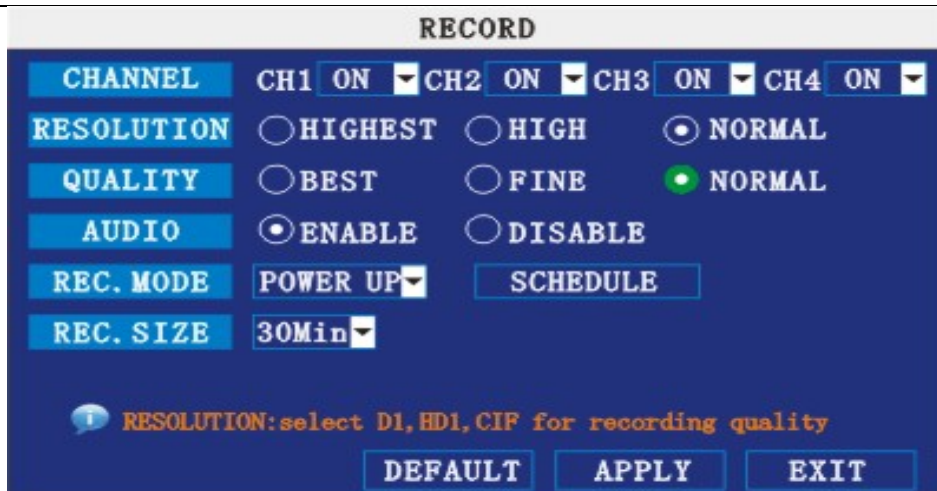 RECORD
CHANNEL CH1 ON CH2 ON CH3 ON CH4 ON
RESOLUTION HIGHEST HIGH NORMAL
QUALITY BEST FINE NORMAL
AUDIO ENABLE DISABLE
REC. MODE POWER UP SCHEDULE
REC. SIZE 30Min
RESOLUTION:select D1,HD1,CIF for recording quality
DEFAULT APPLY EXIT